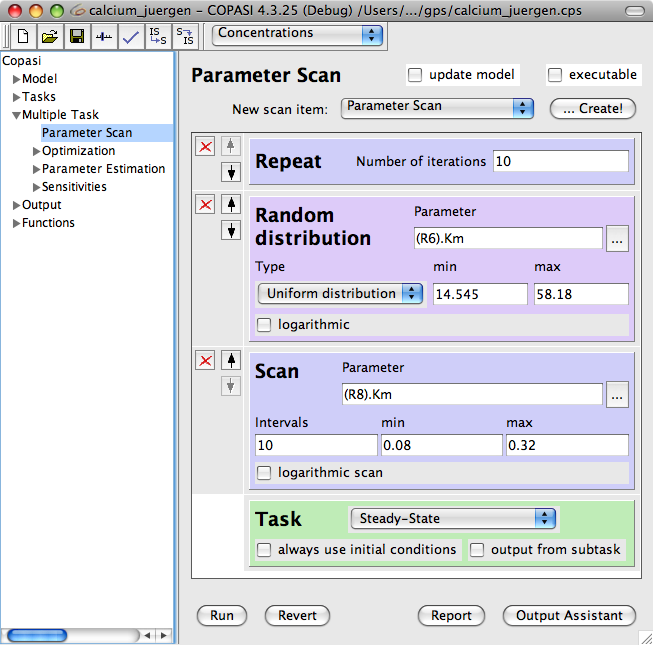 calcium_juergen - COPASI 4.3.25 (Debug) /Users/.../gps/calcium_juergen.cps
IS
S
S
IS
Concentrations
Copasi
Model
Tasks
Multiple Task
Parameter Scan
Optimization
Parameter Estimation
Sensitivities
Output
Functions
Parameter Scan
update model
executable
New scan item:
Parameter Scan
... Create!
Repeat
Number of iterations
10
Random
distribution
Parameter
(R6).Km
...
Type
min
max
Uniform distribution
14.545
58.18
logarithmic
Scan
Parameter
(R8).Km
...
Intervals
min
max
10
0.08
0.32
logarithmic scan
Task
Steady-State
always use initial conditions
output from subtask
Run
Revert
Report
Output Assistant